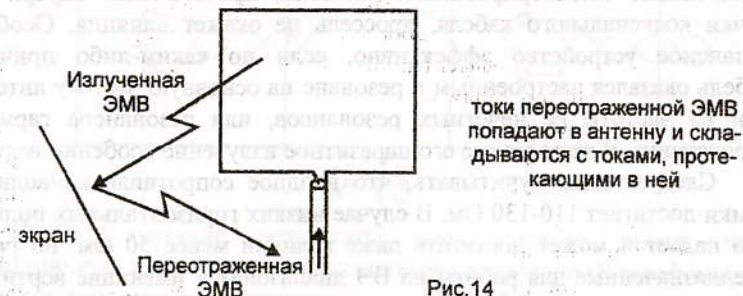 Излученная
ЭМВ
токи переотраженной ЭМВ
попадают в антенну и скла-
дываются с токами, проте-
кающими в ней
экран
Переотраженная
ЭМВ
Рис.14